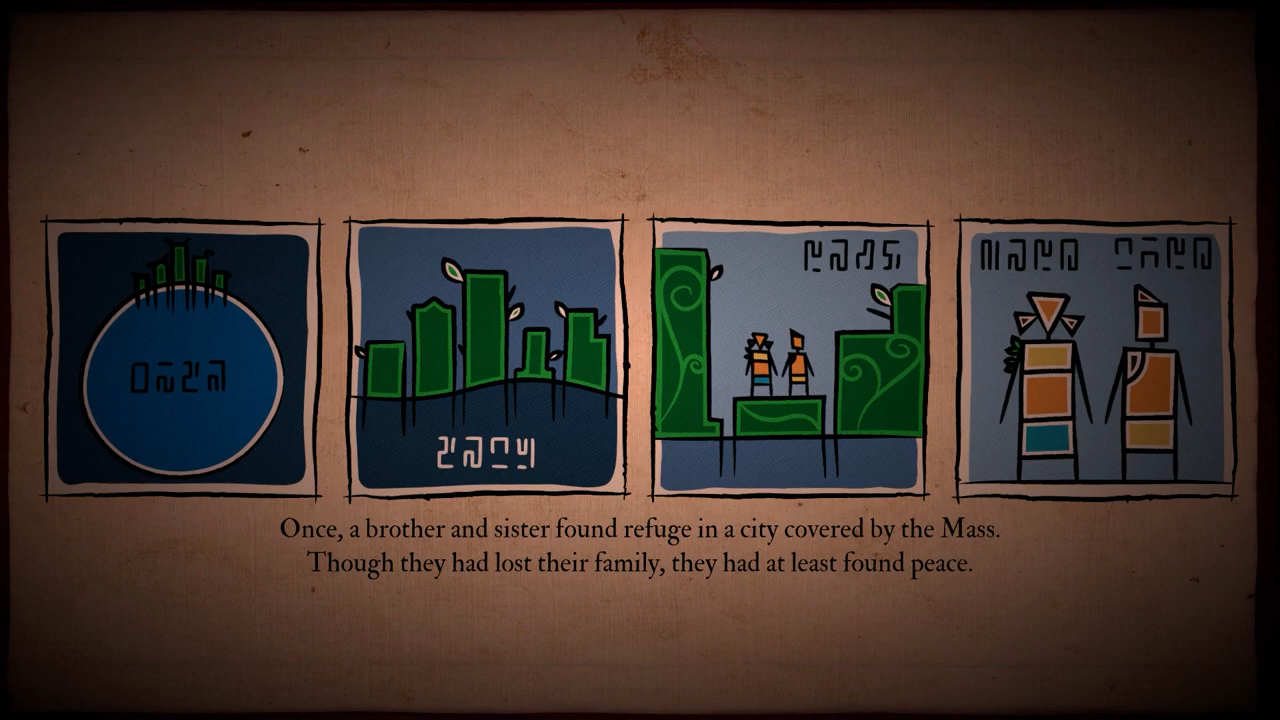 Once, a brother and sister found refuge in a city covered by the Mass.
Though they had lost their family, they had at least found peace.